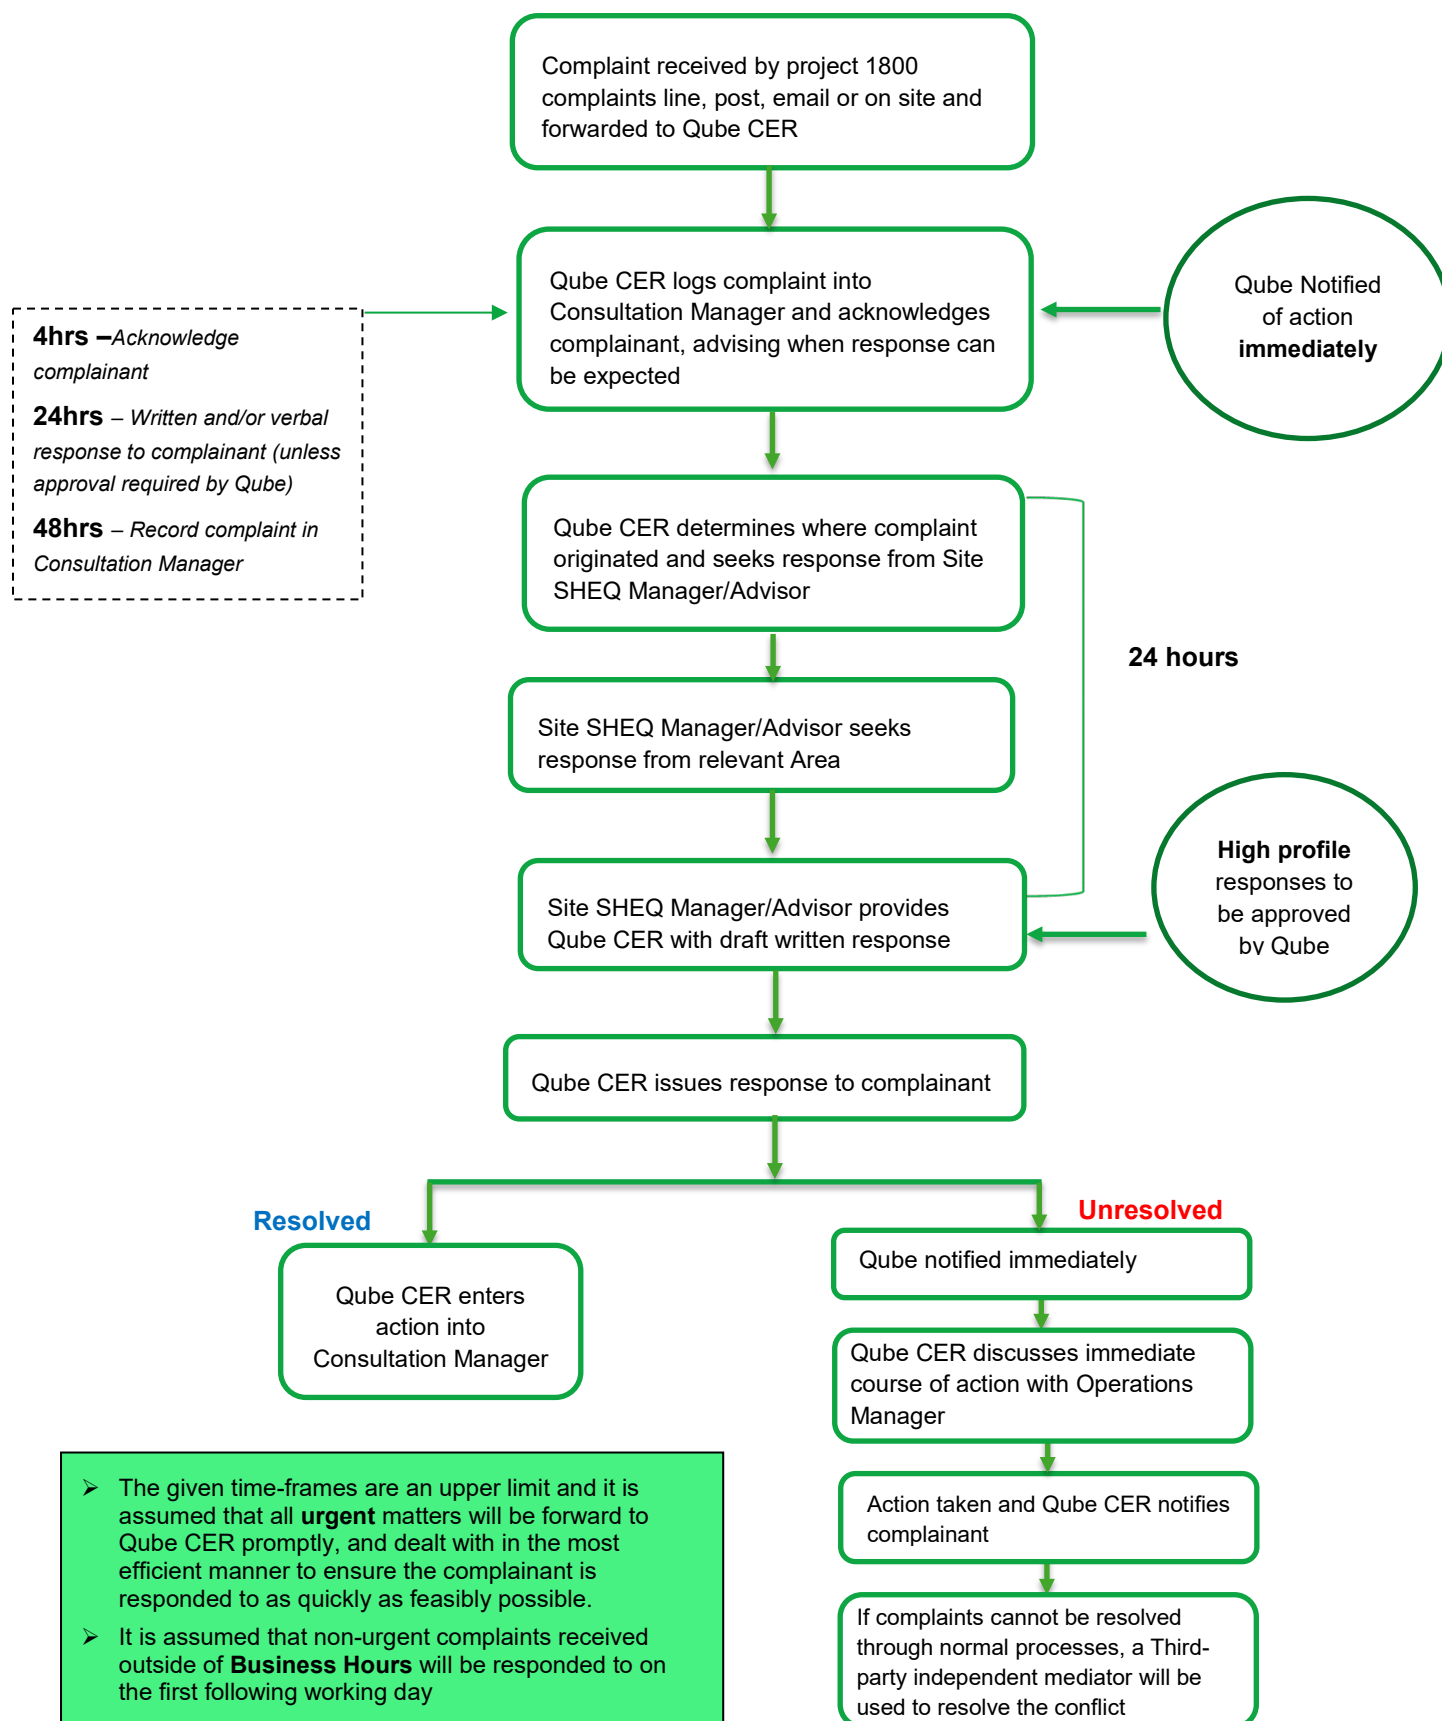 Complaint received by project 1800
complaints line, post, email or on site and
forwarded to Qube CER
Qube CER logs complaint into
Consultation Manager and acknowledges
complainant, advising when response can
be expected
Qube Notified
of action
immediately
4hrs –Acknowledge
complainant
24hrs – Written and/or verbal
response to complainant (unless
approval required by Qube)
48hrs – Record complaint in
Consultation Manager
Qube CER determines where complaint
originated and seeks response from Site
SHEQ Manager/Advisor
24 hours
Site SHEQ Manager/Advisor seeks
response from relevant Area
Site SHEQ Manager/Advisor provides
Qube CER with draft written response
High profile
responses to
be approved
by Qube
Qube CER issues response to complainant
Resolved
Unresolved
Qube CER enters
action into
Consultation Manager
Qube notified immediately
Qube CER discusses immediate
course of action with Operations
Manager
Action taken and Qube CER notifies
complainant
If complaints cannot be resolved
through normal processes, a Third-
party independent mediator will be
used to resolve the conflict
➢ The given time-frames are an upper limit and it is
assumed that all urgent matters will be forward to
Qube CER promptly, and dealt with in the most
efficient manner to ensure the complainant is
responded to as quickly as feasibly possible.
➢ It is assumed that non-urgent complaints received
outside of Business Hours will be responded to on
the first following working day